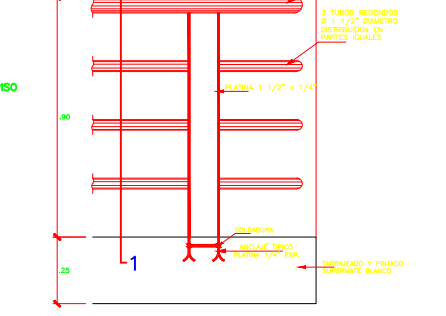 3 TUBOS REDONDOS
Ø 1 1/2" DIAMETRO
DISTRIBUIDOS EN
PARTES IGUALES
PISO
PLATINA 1 1/2" x 1/4"
.90
SOLDADURA
ANCLAJE TIPICO
PLATINA 1/4" ESP.
1
TARRAJEADO Y PINTADO
SUPERMATE BLANCO
.25